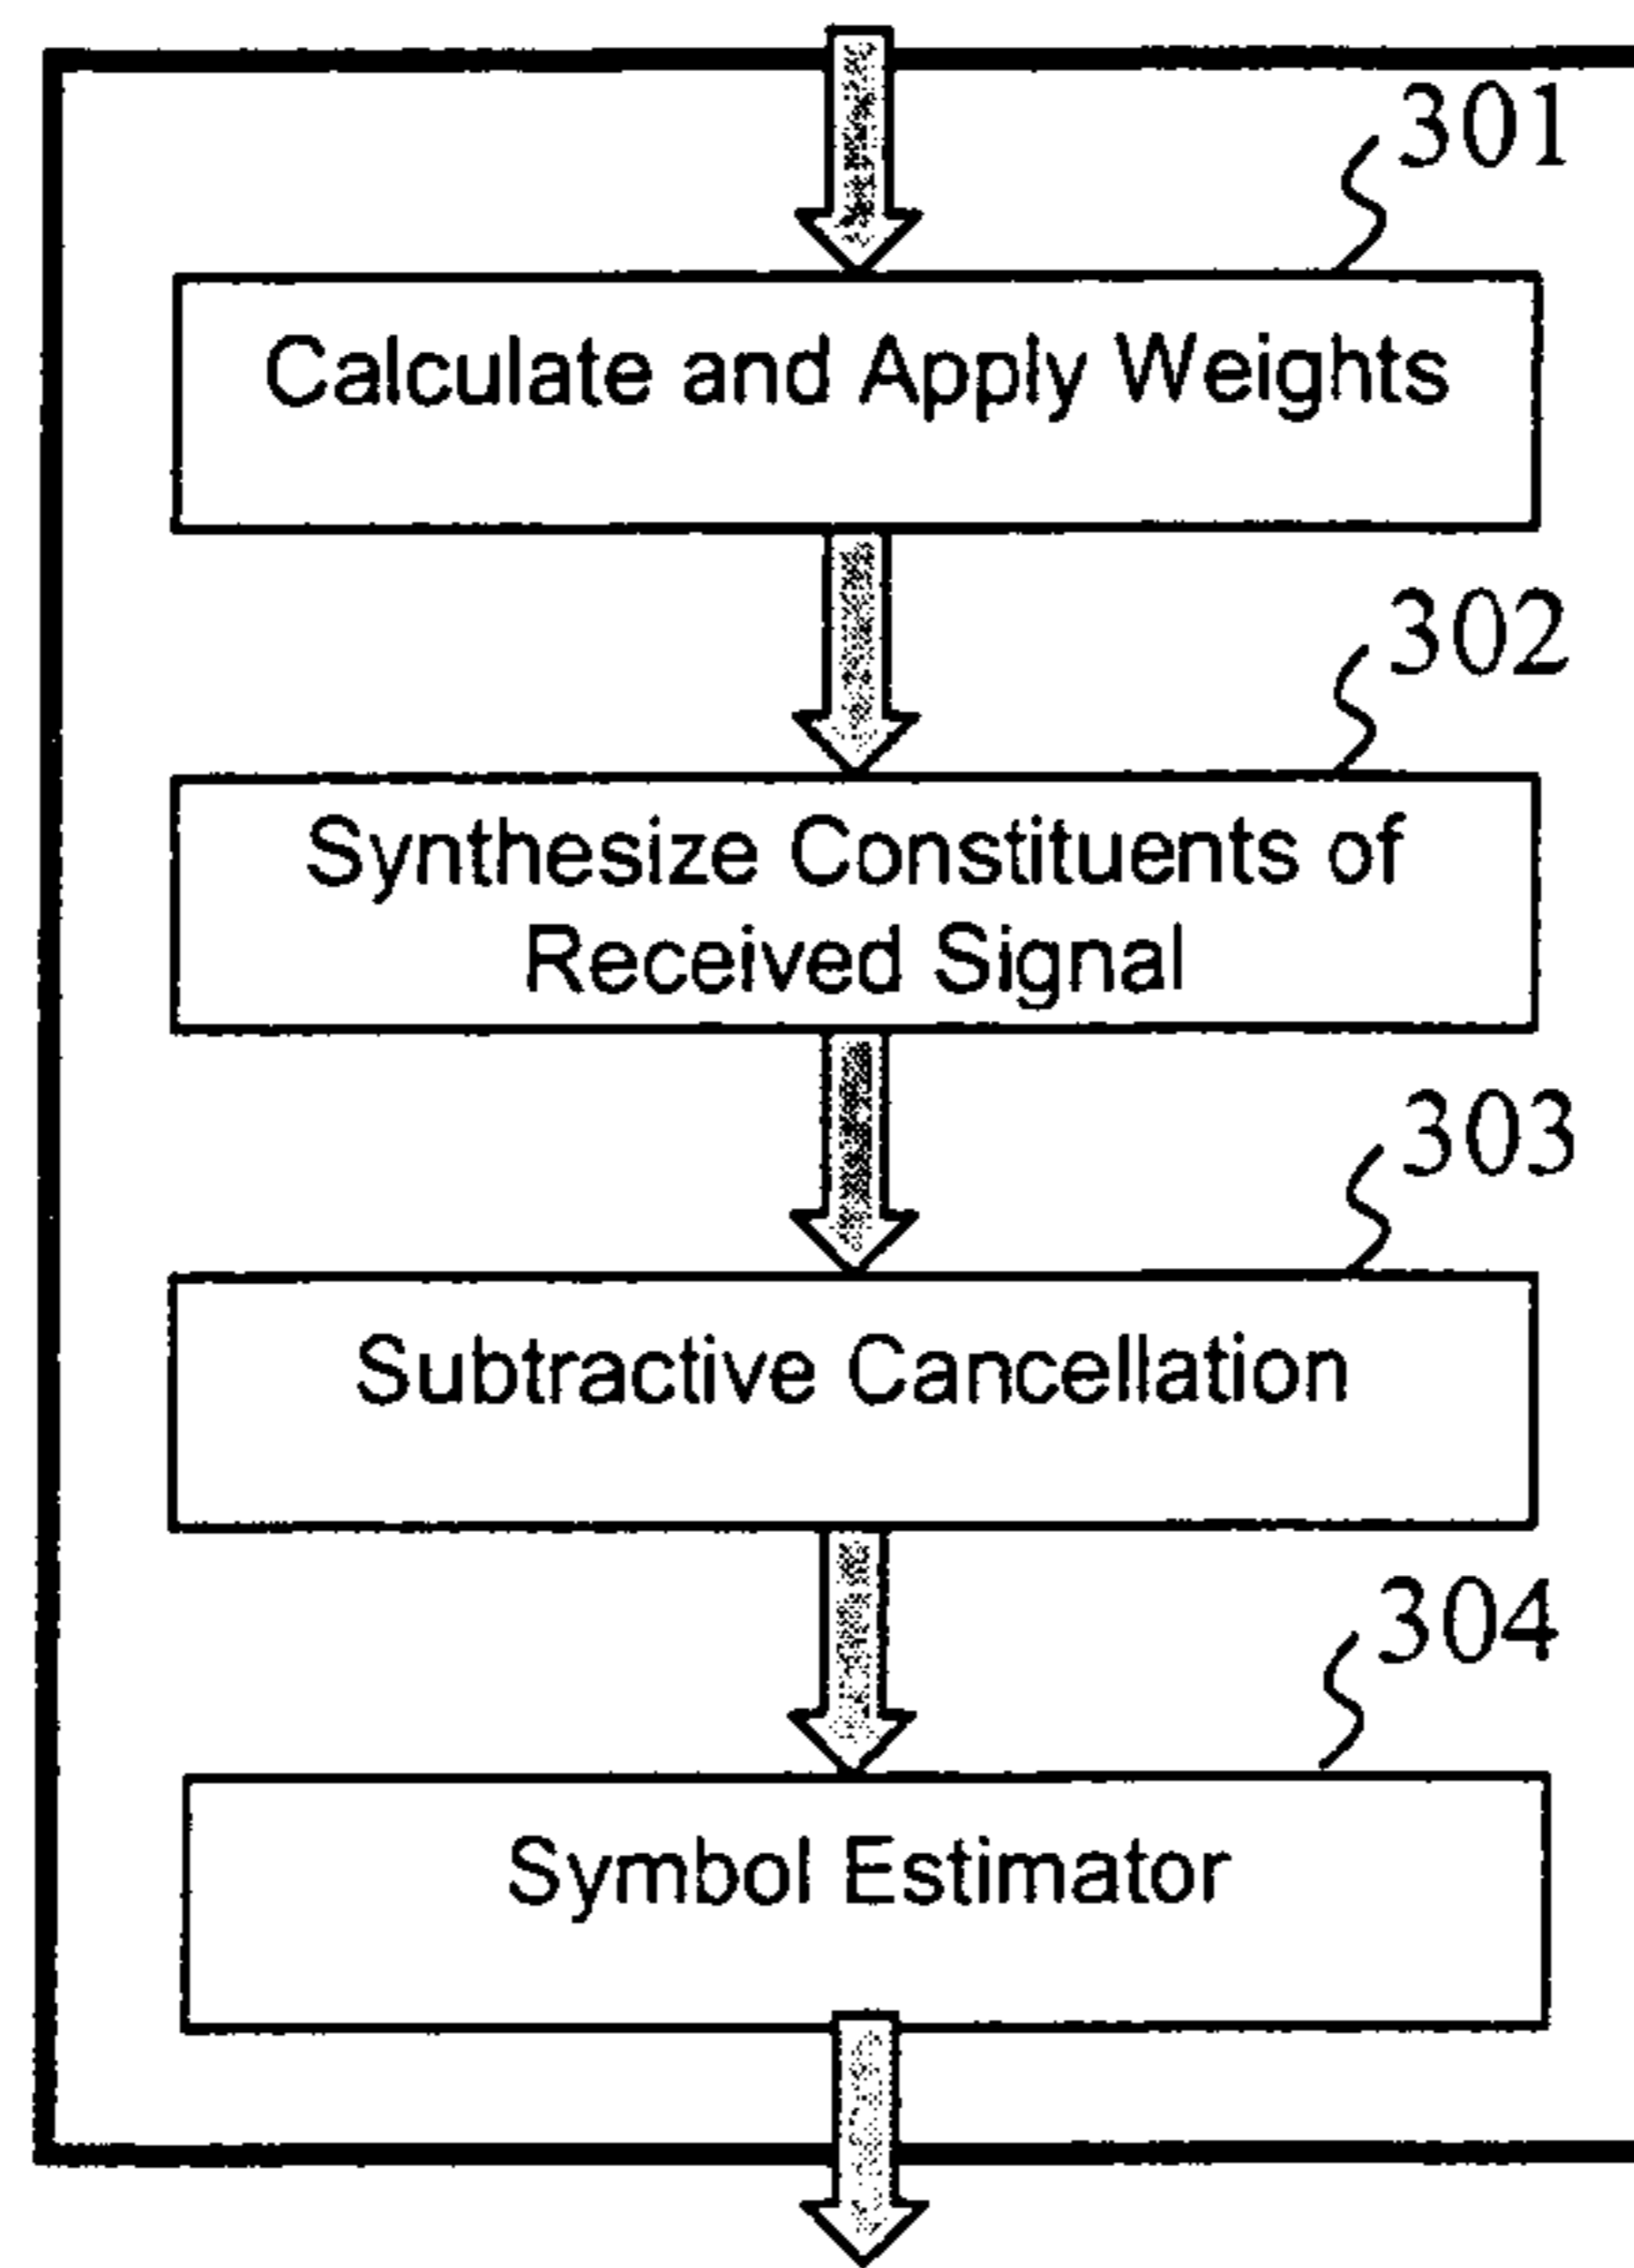 301
Calculate and Apply Weights
302
Synthesize Constituents of
Received Signal
303
Subtractive Cancellation
304
Symbol Estimator